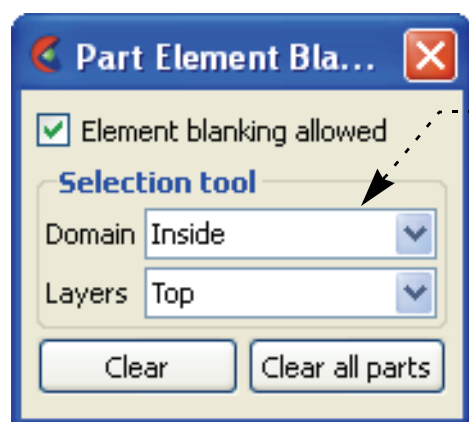 Part Element Bla...
Element blanking allowed
Selection tool
Domain Inside
Layers Top
Clear Clear all parts